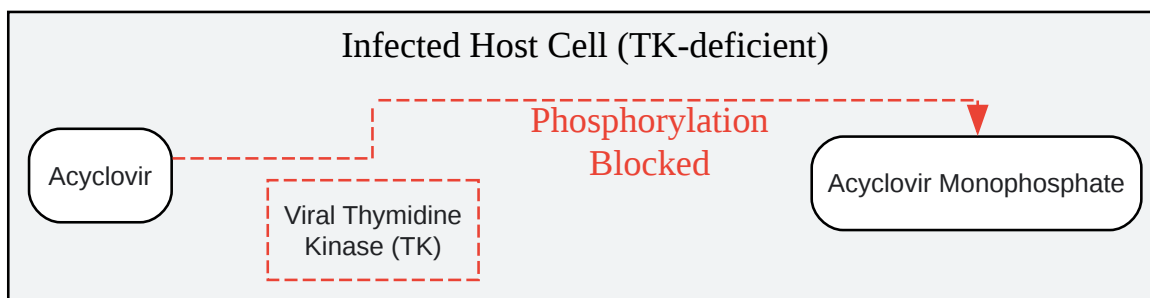 Infected Host Cell (TK-deficient)
Phosphorylation
Blocked
Acyclovir
Viral Thymidine
Kinase (TK)
Acyclovir Monophosphate